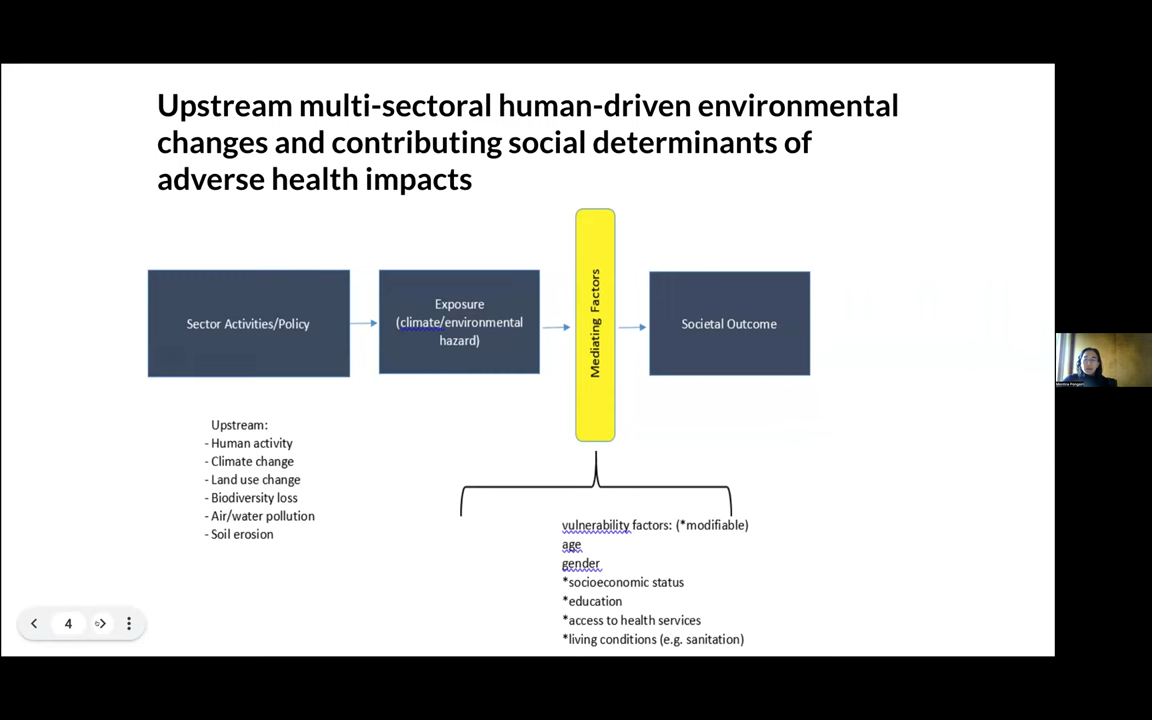 Upstream multi-sectoral human-driven environmental
changes and contributing social determinants of
adverse health impacts
Sector Activities/Policy
Exposure
(climate/environmental
hazard)
Mediating Factors
Societal Outcome
Upstream:
- Human activity
- Climate change
- Land use change
- Biodiversity loss
- Air/water pollution
- Soil erosion
vulnerability factors: (*modifiable)
age
gender
*socioeconomic status
*education
*access to health services
*living conditions (e.g. sanitation)
4